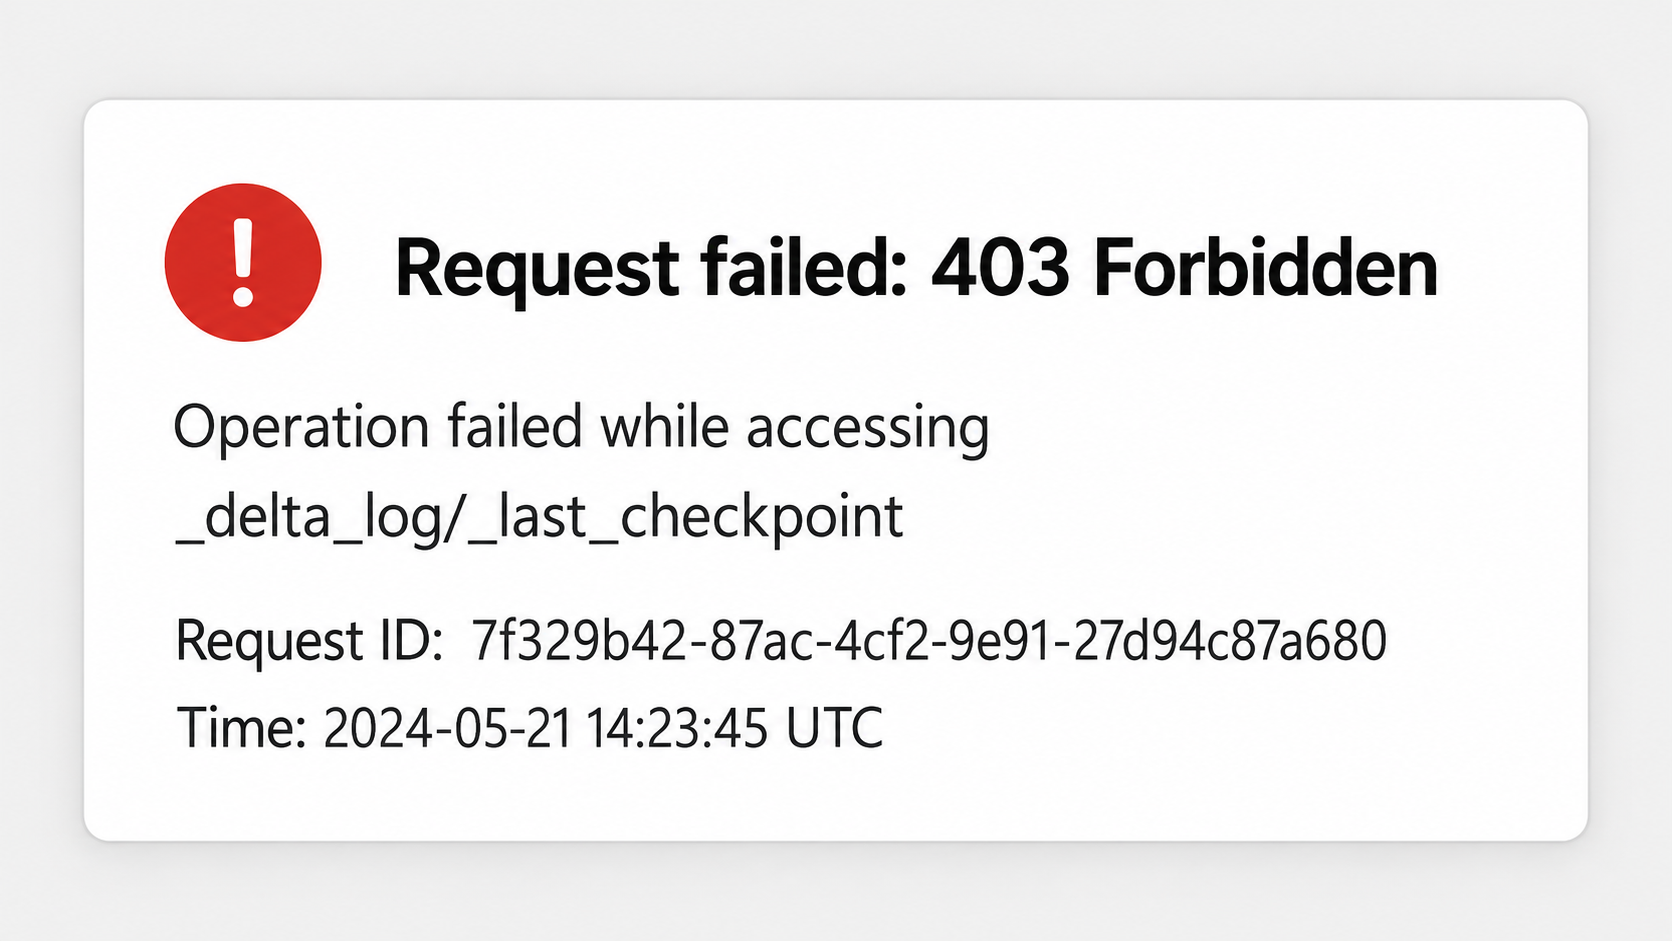 Request failed: 403 Forbidden
Operation failed while accessing
_delta_log/_last_checkpoint
Request ID: 7f329b42-87ac-4cf2-9e91-27d94c87a680
Time: 2024-05-21 14:23:45 UTC